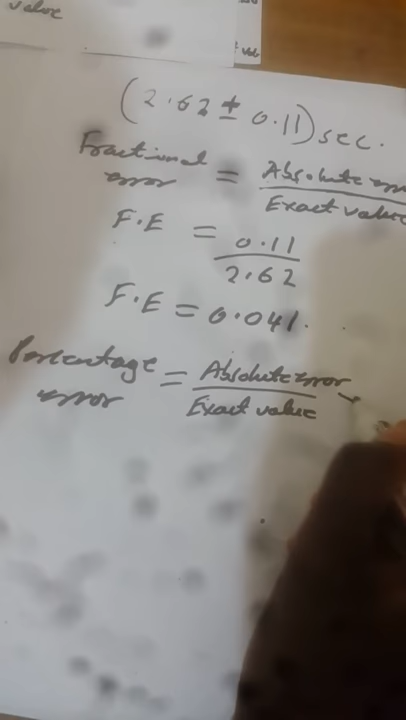 value
(2.62 ± 0.11) sec.
Fractional error = Absolute
Exact value
F.E = 0.11
2.62
F.E = 0.041.
Percentage error = Absolute error
Exact value